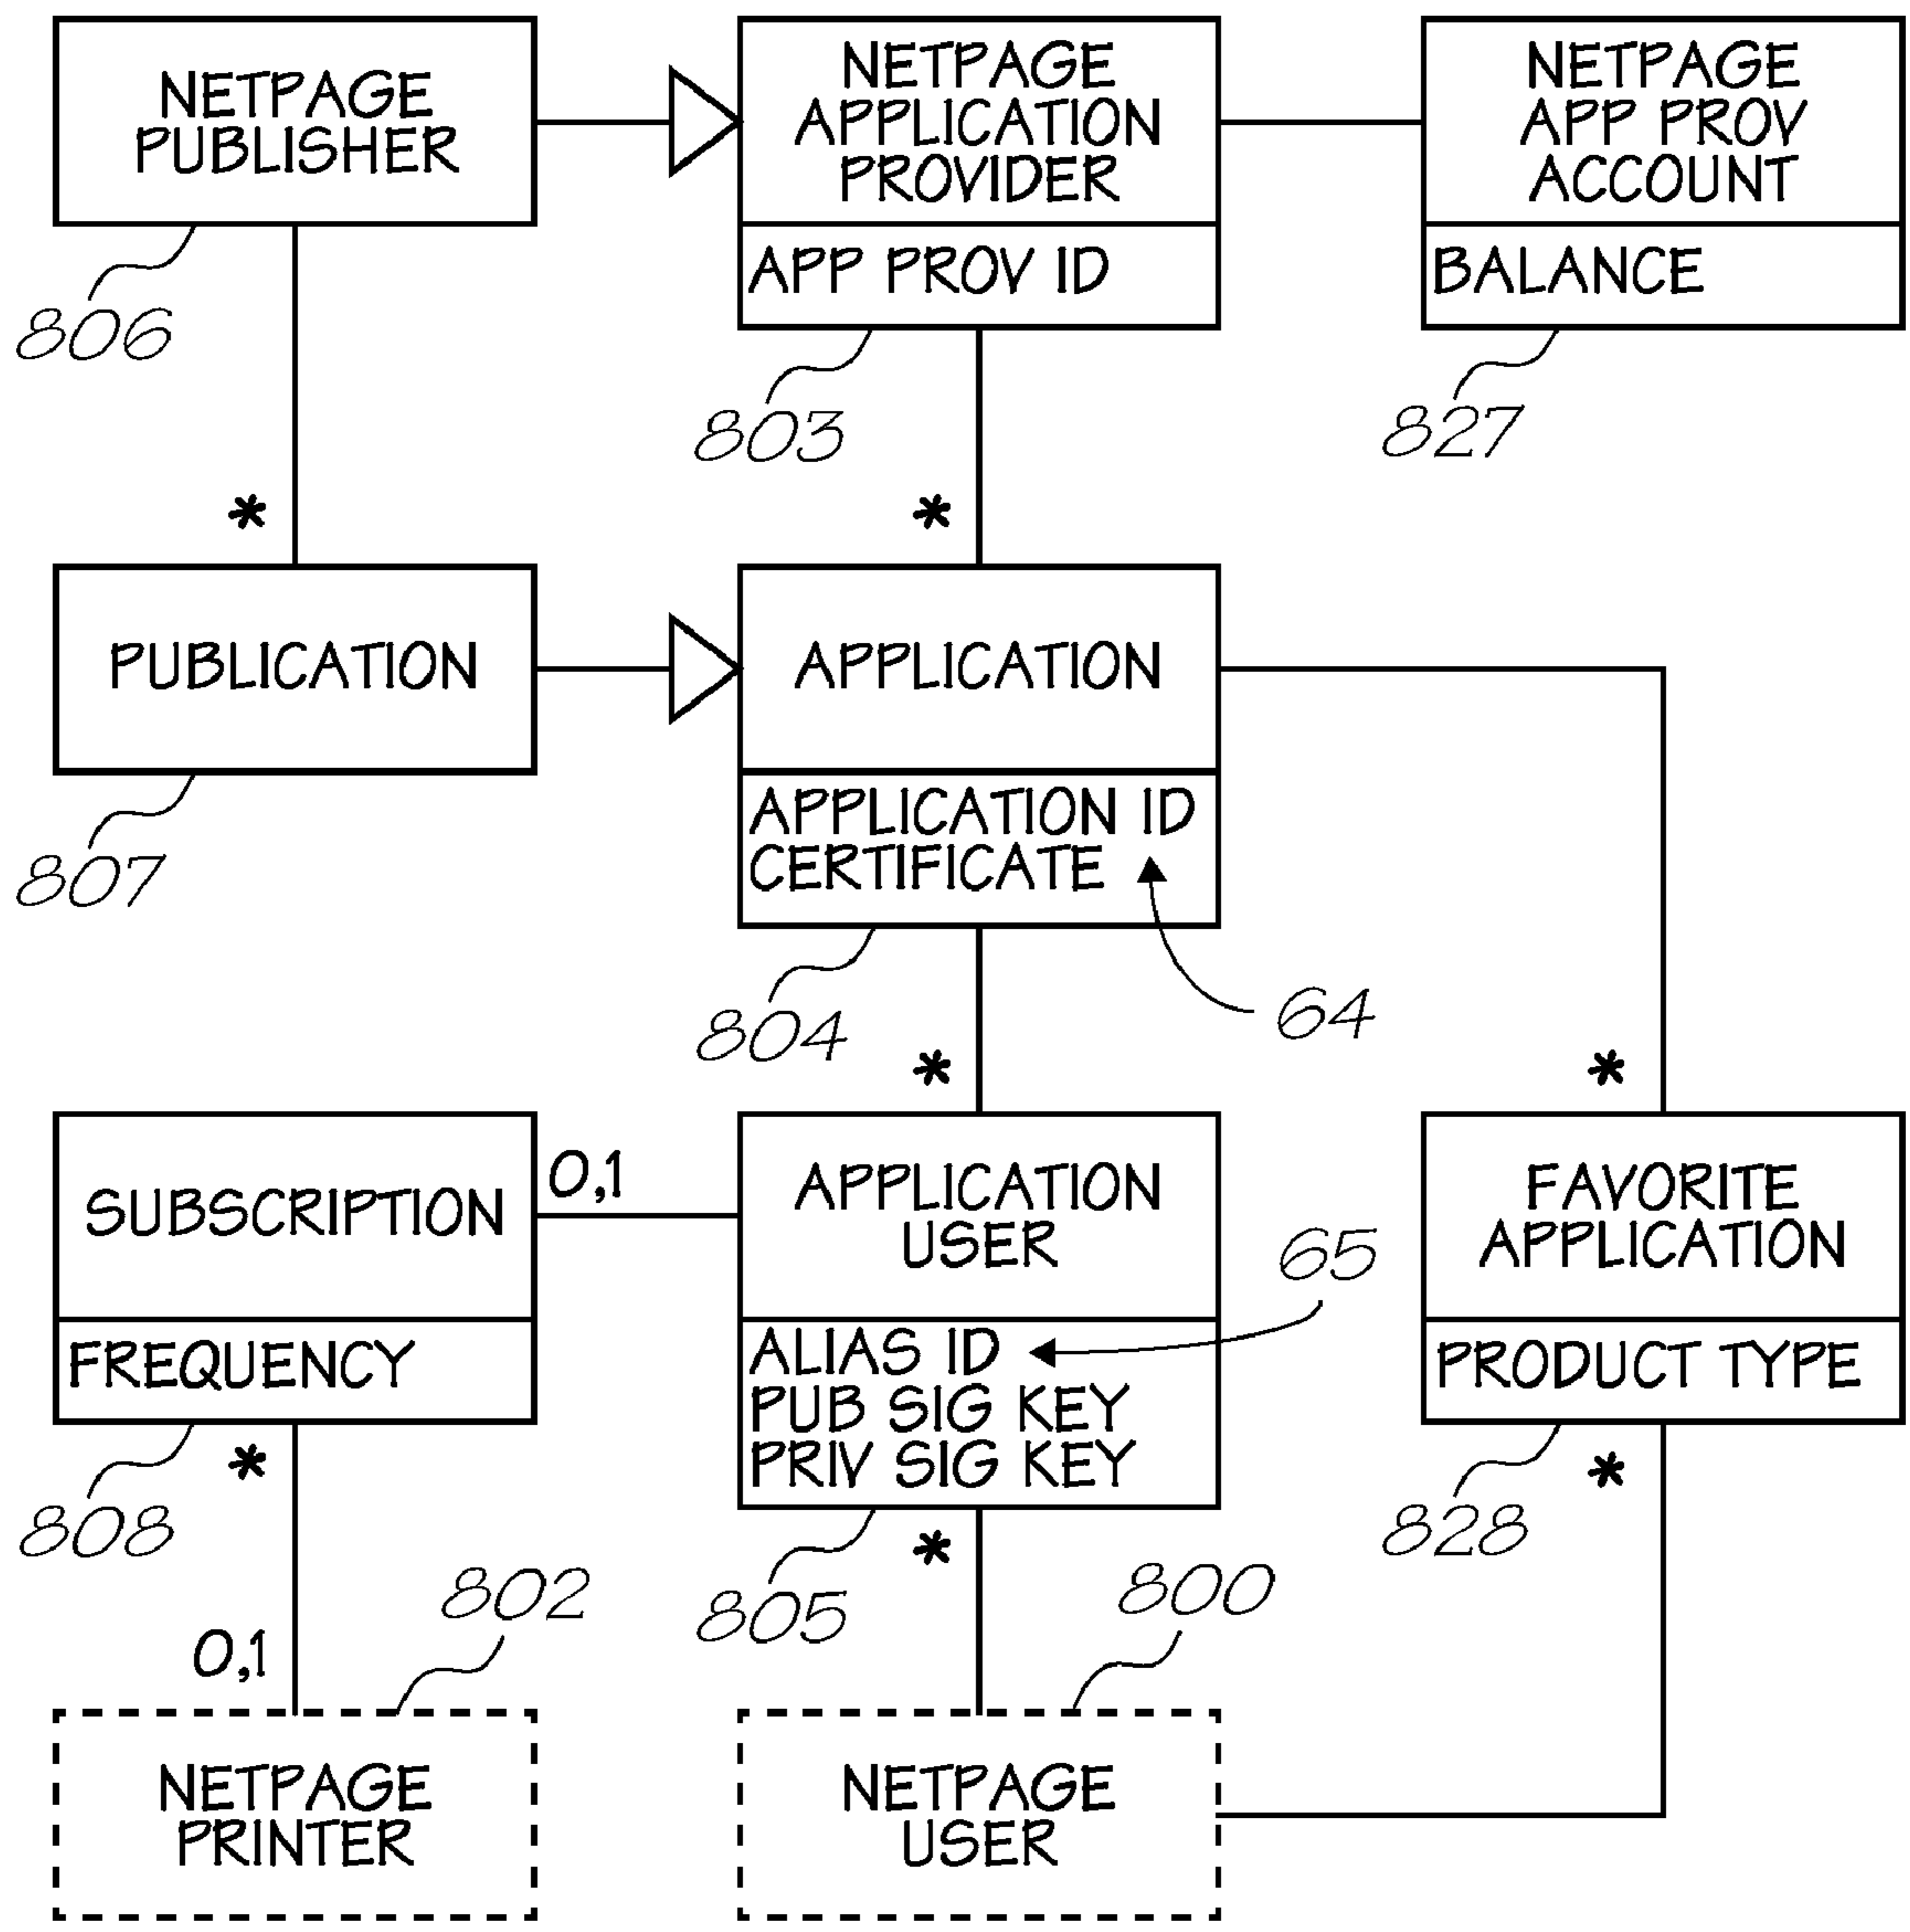 NETPAGE
PUBLISHER
NETPAGE
APPLICATION
PROVIDER
NETPAGE
APP PROV
ACCOUNT
APP PROV ID
BALANCE
806
803
827
*
*
PUBLICATION
APPLICATION
APPLICATION ID
CERTIFICATE
807
804
64
*
*
SUBSCRIPTION
0,1
APPLICATION
USER
FAVORITE
APPLICATION
65
FREQUENCY
ALIAS ID
PUB SIG KEY
PRIV SIG KEY
PRODUCT TYPE
808
*
805
*
828
*
802
800
0,1
NETPAGE
PRINTER
NETPAGE
USER